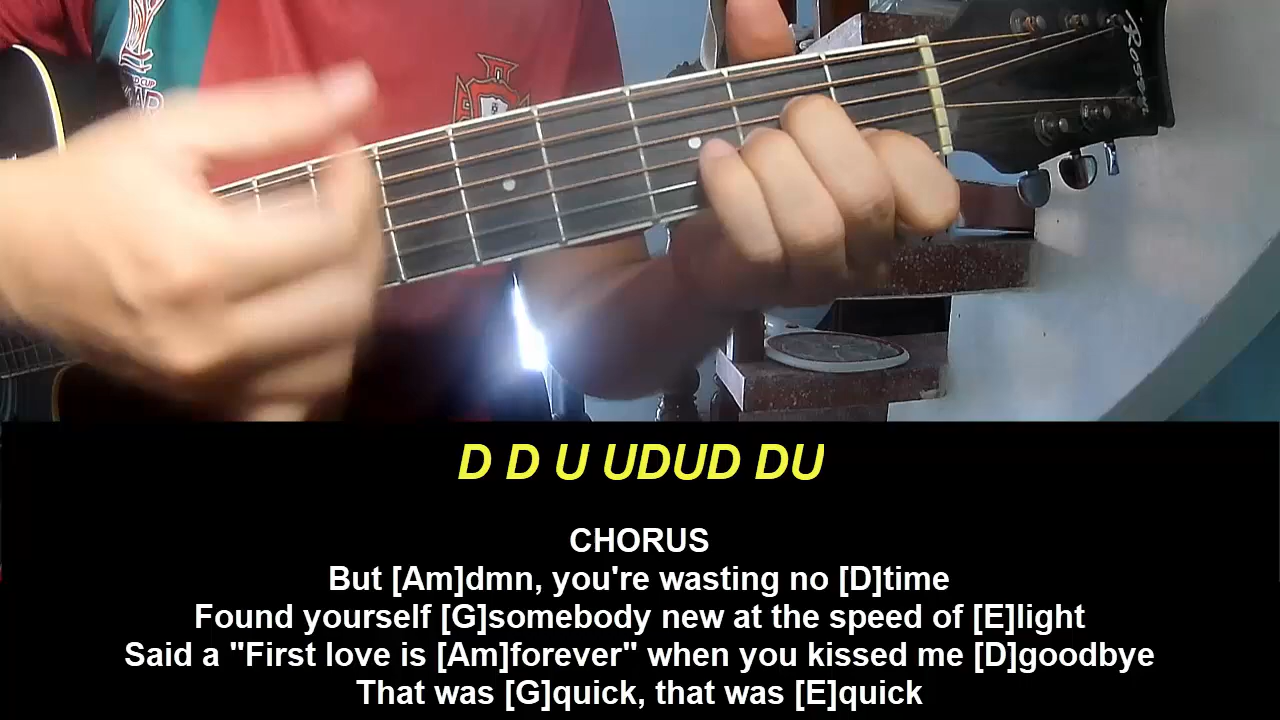 Rosen
D D U UDUD DU
CHORUS
But [Am]dmn, you're wasting no [D]time
Found yourself [G]somebody new at the speed of [E]light
Said a "First love is [Am]forever" when you kissed me [D]goodbye
That was [G]quick, that was [E]quick